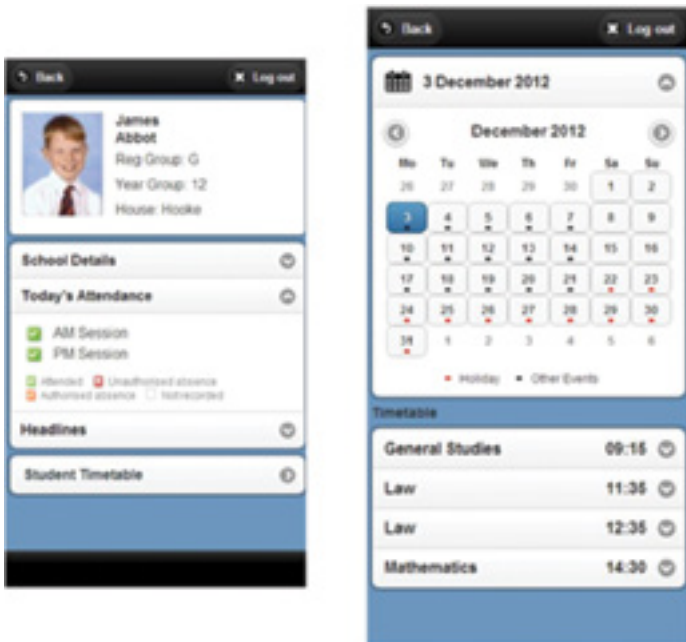 Back Log out
James
Abbot
Reg Group: G
Year Group: 12
House: Hooke
School Details
Today's Attendance
AM Session
PM Session
Attended Unauthorised absence
Authorised absence Not recorded
Headlines
Student Timetable
Back Log out
3 December 2012
December 2012
Mo Tu We Th Fr Sa Su
26 27 28 29 30 1 2
3 4 5 6 7 8 9
10 11 12 13 14 15 16
17 18 19 20 21 22 23
24 25 26 27 28 29 30
31 1 2 3 4 5 6
Holiday Other Events
Timetable
General Studies 09:15
Law 11:35
Law 12:35
Mathematics 14:30